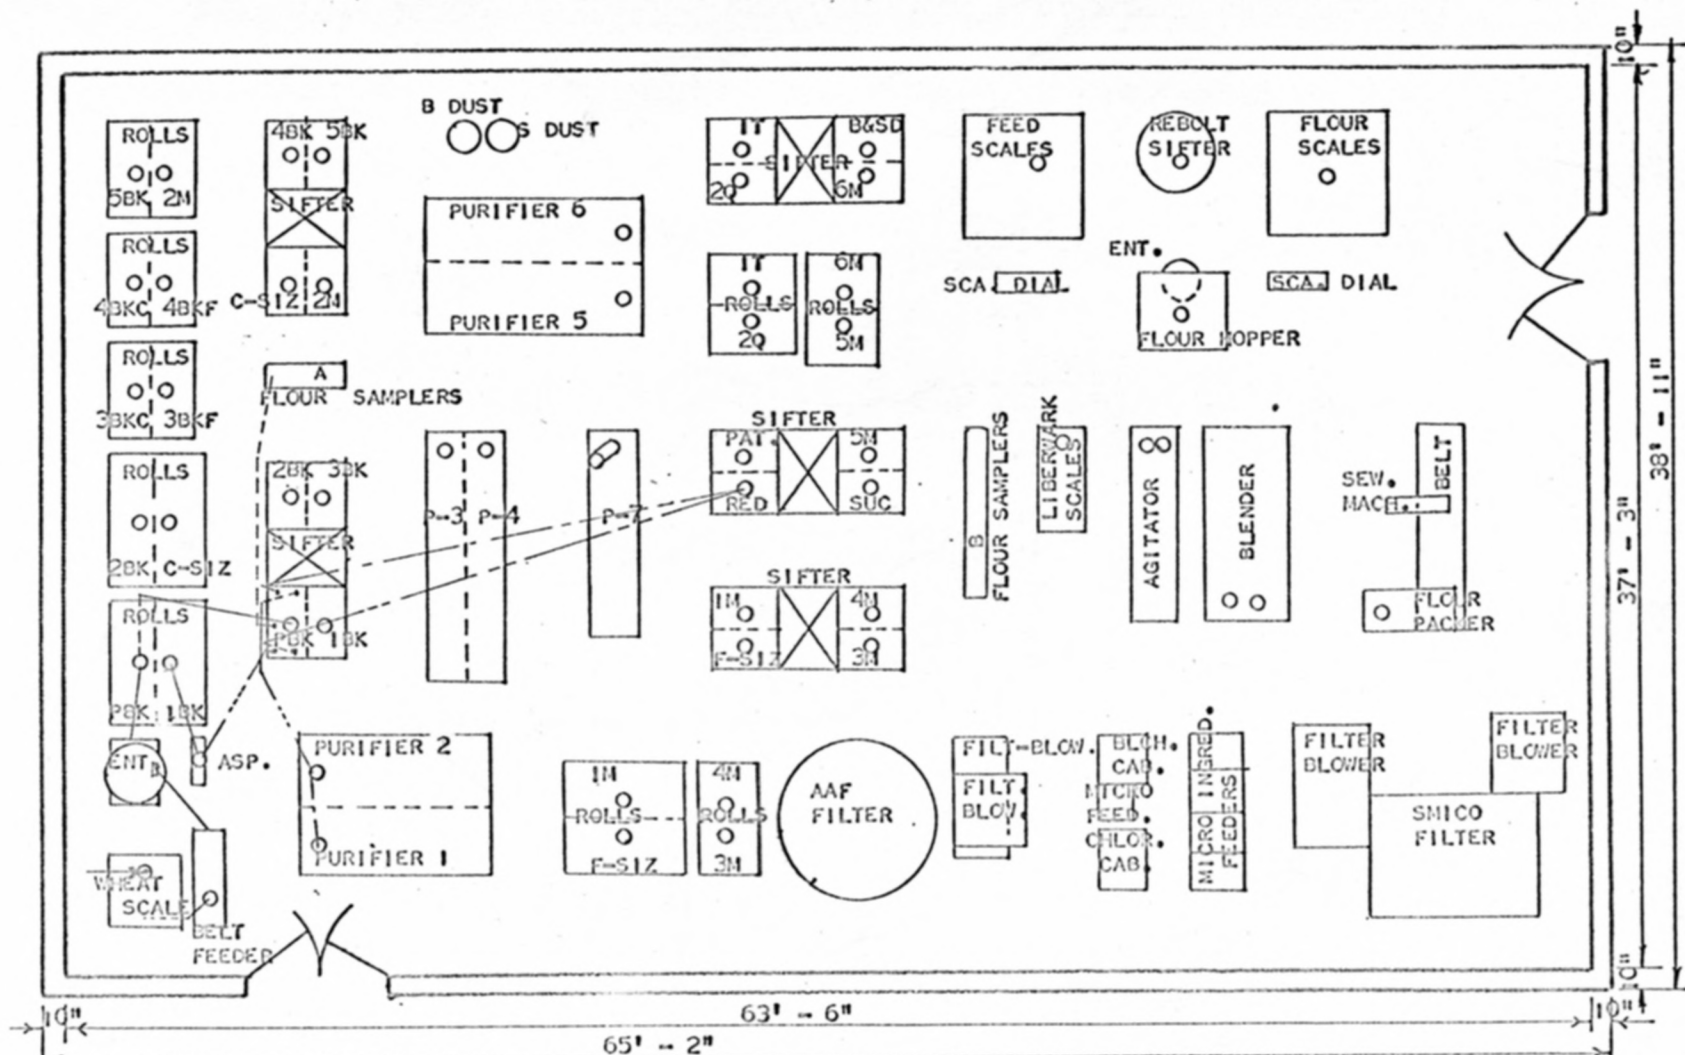 10"
B DUST
S DUST
ROLLS
5BK 2M
4BK 5BK
SIFTER
C-SIZ 2M
ROLLS
4BKC 4BKF
ROLLS
3BKC 3BKF
PURIFIER 6
PURIFIER 5
1T B&SD
SIFTER
2Q 6M
1T
ROLLS
2Q
6M
ROLLS
5M
FEED
SCALES
REBOLT
SIFTER
FLOUR
SCALES
SCA. DIAL
ENT.
FLOUR HOPPER
SCA. DIAL
A
FLOUR SAMPLERS
ROLLS
2BK C-SIZ
2BK 3BK
SIFTER
PBK 1BK
ROLLS
PBK 1BK
P-3 P-4
P-7
SIFTER
PAT. 5M
RED SUC
SIFTER
1M 4M
F-SIZ 3M
B
FLOUR SAMPLERS
LIBERWARK
SCALES
AGITATOR
BLENDER
SEW.
MACH.
BELT
FLOUR
PACKER
38' - 11"
37' - 3"
ENT
B
ASP.
WHEAT
SCALE
BELT
FEEDER
PURIFIER 2
PURIFIER 1
1M
ROLLS
F-SIZ
4M
ROLLS
3M
AAF
FILTER
FILT-BLOW.
FILT.
BLOW.
BLCH.
CAB.
MICRO
FEED.
CHLOR.
CAB.
MICRO INGRED.
FEEDERS
FILTER
BLOWER
FILTER
BLOWER
SMICO
FILTER
10"
10"
63' - 6"
10"
65' - 2"